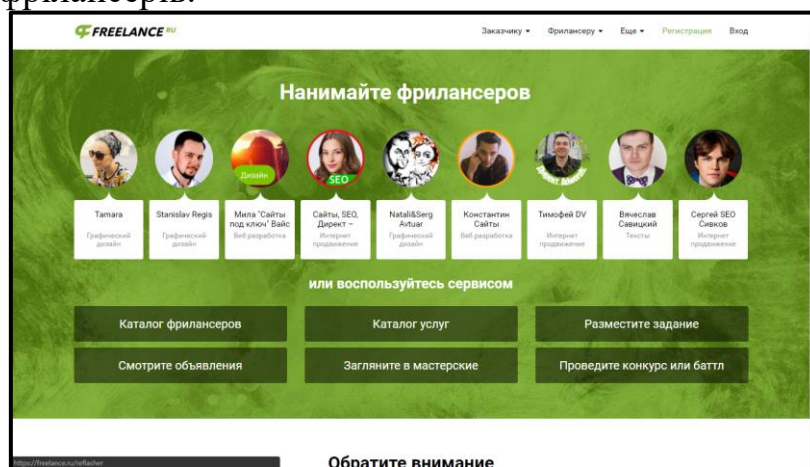 фрілансерів.
FREELANCE RU
Заказчику Фрилансеру Еще Регистрация Вход
Нанимайте фрилансеров
Дизайн
SEO
Tamara
Графический
дизайн
Stanislav Regis
Графический
дизайн
Мила "Сайты
под ключ" Вайс
Веб разработка
Сайты, SEO,
Директ –
Интернет
продвижение
Natali&Serg
Avtuar
Графический
дизайн
Константин
Сайты
Веб разработка
Тимофей DV
Интернет
продвижение
Вячеслав
Савицкий
Тексты
Сергей SEO
Сивков
Интернет
продвижение
или воспользуйтесь сервисом
Каталог фрилансеров
Каталог услуг
Разместите задание
Смотрите объявления
Загляните в мастерские
Проведите конкурс или баттл
https://freelance.ru/reflasher
Обратите внимание